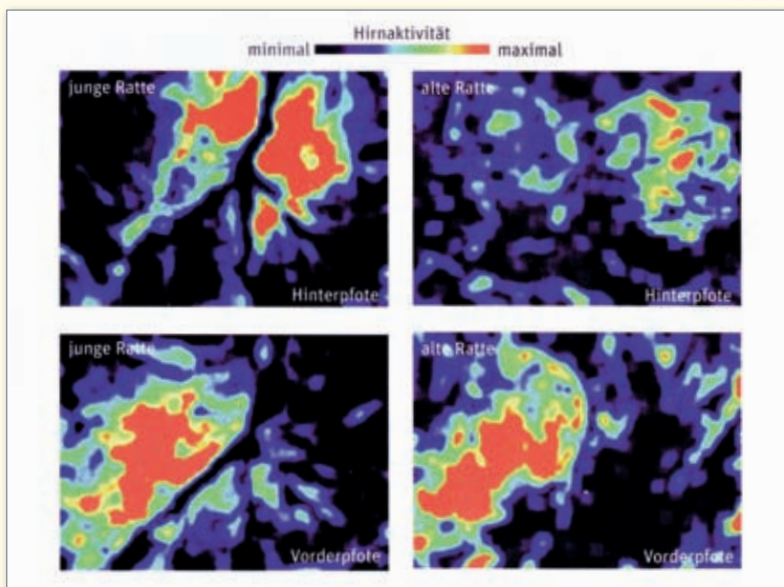 Hirnaktivität
minimal maximal
junge Ratte
alte Ratte
Hinterpfote
Hinterpfote
junge Ratte
alte Ratte
Vorderpfote
Vorderpfote